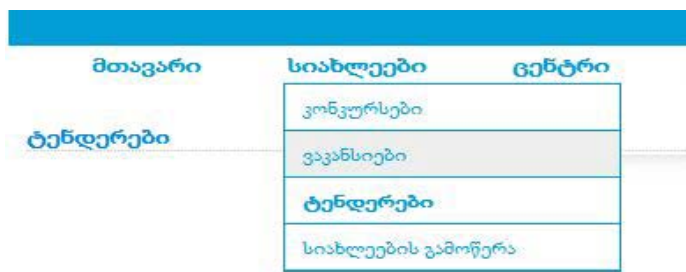 მთავარი სიახლეები ცენტრი
კონკურსები
ტენდერები
ვაკანსიები
ტენდერები
სიახლეების გამოწერა